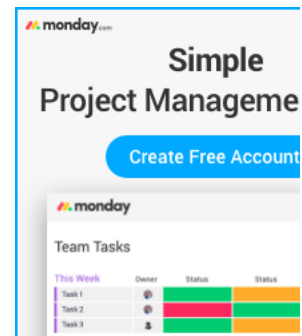 monday.com
Simple
Project Manageme
Create Free Account
monday
Team Tasks
This Week Owner Status Status
Task 1
Task 2
Task 3